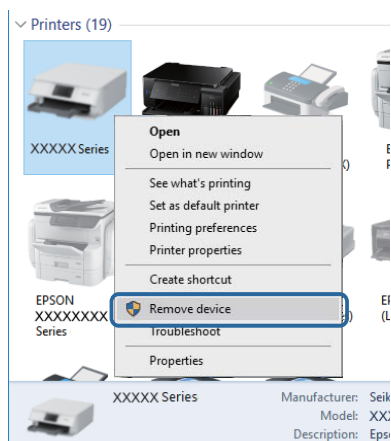 Printers (19)
XXXXX Series
Open
Open in new window
See what's printing
Set as default printer
Printing preferences
Printer properties
Create shortcut
EPSON
XXXXXXXX
Series
Remove device
Troubleshoot
Properties
XXXXX Series
Manufacturer:
Model:
Description: